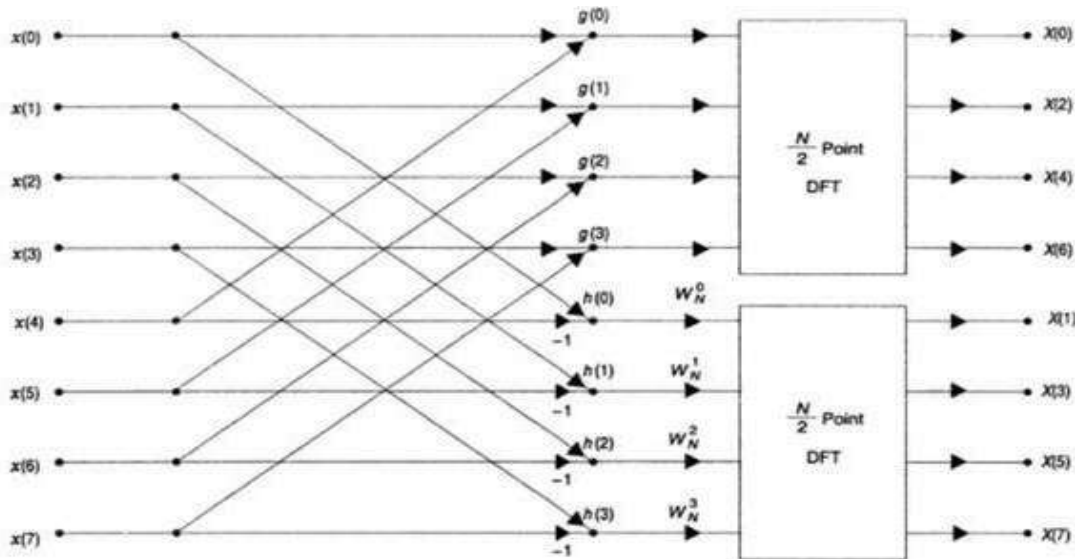 g(0)
x(0)
X(0)
g(1)
x(1)
X(2)
g(2)
x(2)
X(4)
N/2 Point
DFT
g(3)
x(3)
X(6)
h(0)
W_N^0
x(4)
X(1)
-1
h(1)
W_N^1
x(5)
X(3)
-1
N/2 Point
DFT
h(2)
W_N^2
x(6)
X(5)
-1
h(3)
W_N^3
x(7)
X(7)
-1